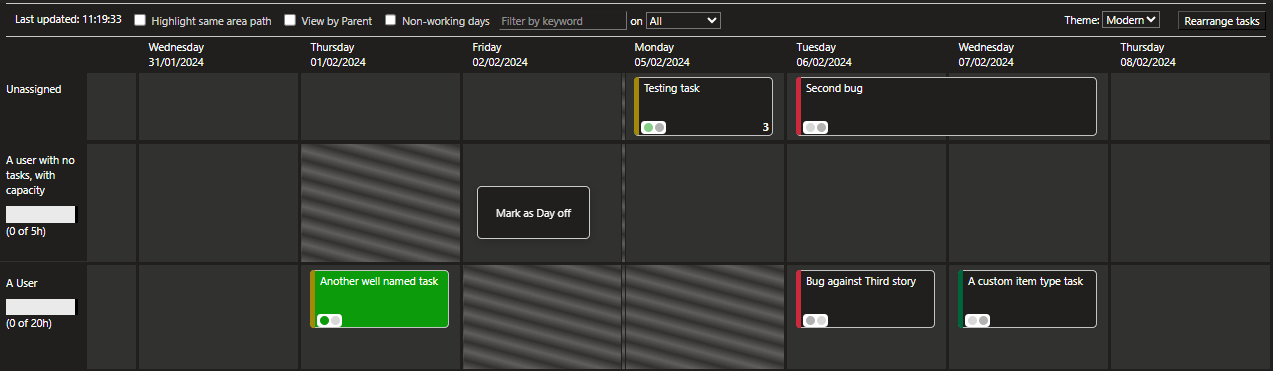 Last updated: 11:19:33 Highlight same area path View by Parent Non-working days Filter by keyword on All Theme: Modern Rearrange tasks
Wednesday Thursday Friday Monday Tuesday Wednesday Thursday
31/01/2024 01/02/2024 02/02/2024 05/02/2024 06/02/2024 07/02/2024 08/02/2024
Unassigned Testing task Second bug
3
A user with no
tasks, with
capacity
Mark as Day off
(0 of 5h)
A User Another well named task Bug against Third story A custom item type task
(0 of 20h)